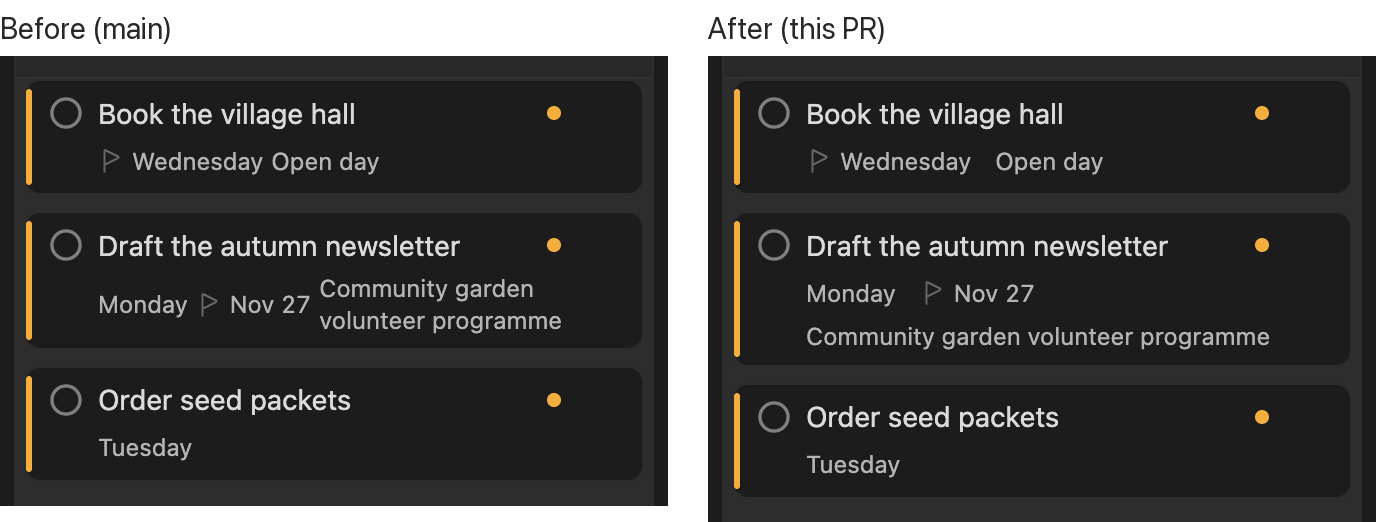 Before (main)
Book the village hall
Wednesday Open day
Draft the autumn newsletter
Monday Nov 27 Community garden
volunteer programme
Order seed packets
Tuesday
After (this PR)
Book the village hall
Wednesday Open day
Draft the autumn newsletter
Monday Nov 27
Community garden volunteer programme
Order seed packets
Tuesday